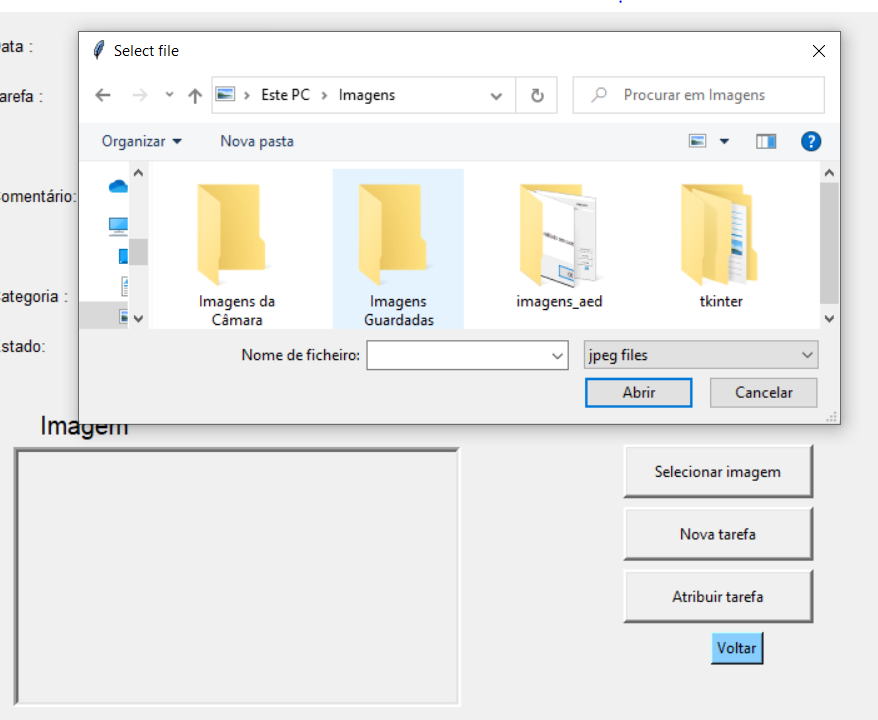 ata :
Select file
arefa :
Este PC > Imagens
Procurar em Imagens
Organizar
Nova pasta
?
omentário:
Imagens da
Câmara
Imagens
Guardadas
imagens_aed
tkinter
ategoria :
stado:
Nome de ficheiro:
jpeg files
Abrir
Cancelar
Imagem
Selecionar imagem
Nova tarefa
Atribuir tarefa
Voltar